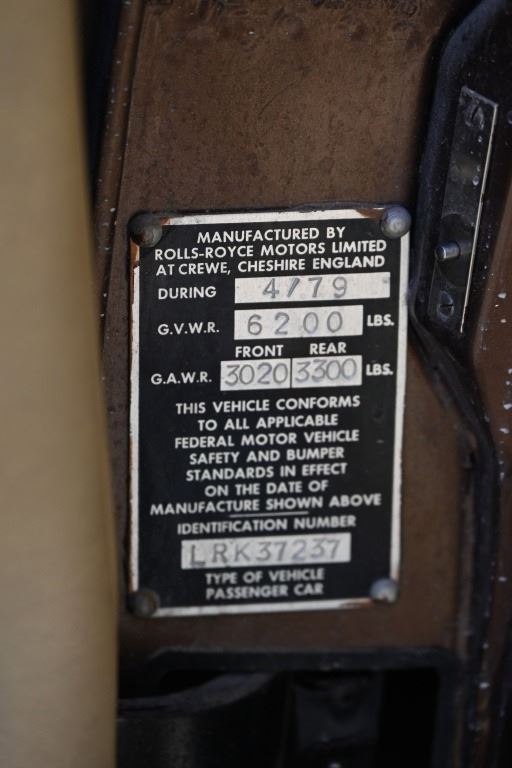 MANUFACTURED BY
ROLLS-ROYCE MOTORS LIMITED
AT CREWE, CHESHIRE ENGLAND
DURING 4/79
G.V.W.R. 6200 LBS.
FRONT REAR
G.A.W.R. 3020 3300 LBS.
THIS VEHICLE CONFORMS
TO ALL APPLICABLE
FEDERAL MOTOR VEHICLE
SAFETY AND BUMPER
STANDARDS IN EFFECT
ON THE DATE OF
MANUFACTURE SHOWN ABOVE
IDENTIFICATION NUMBER
LRK37237
TYPE OF VEHICLE
PASSENGER CAR